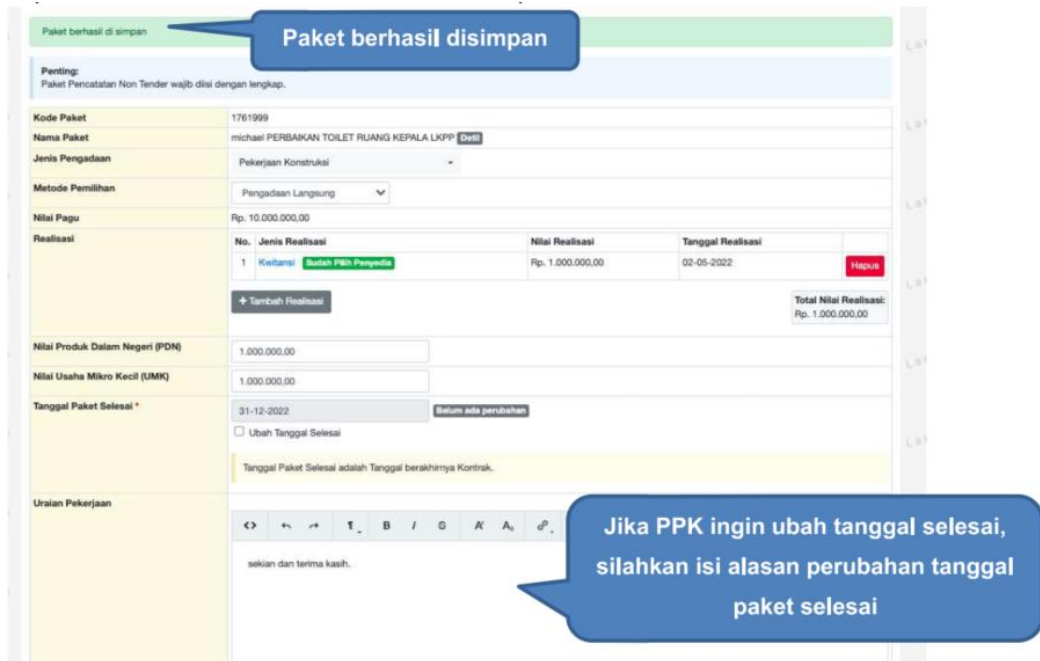 Paket berhasil di simpan
Paket berhasil disimpan
Penting:
Paket Pencatatan Non Tender wajib diisi dengan lengkap.
Kode Paket 1761999
Nama Paket michael PERBAIKAN TOILET RUANG KEPALA LKPP Detil
Jenis Pengadaan Pekerjaan Konstruksi
Metode Pemilihan Pengadaan Langsung
Nilai Pagu Rp. 10.000.000,00
Realisasi No. Jenis Realisasi Nilai Realisasi Tanggal Realisasi
1 Kwitansi Sudah Pilih Penyedia Rp. 1.000.000,00 02-05-2022 Hapus
+ Tambah Realisasi Total Nilai Realisasi:
Rp. 1.000.000,00
Nilai Produk Dalam Negeri (PDN) 1.000.000,00
Nilai Usaha Mikro Kecil (UMK) 1.000.000,00
Tanggal Paket Selesai * 31-12-2022 Belum ada perubahan
Ubah Tanggal Selesai
Tanggal Paket Selesai adalah Tanggal berakhirnya Kontrak.
Uraian Pekerjaan
sekian dan terima kasih.
Jika PPK ingin ubah tanggal selesai,
silahkan isi alasan perubahan tanggal
paket selesai